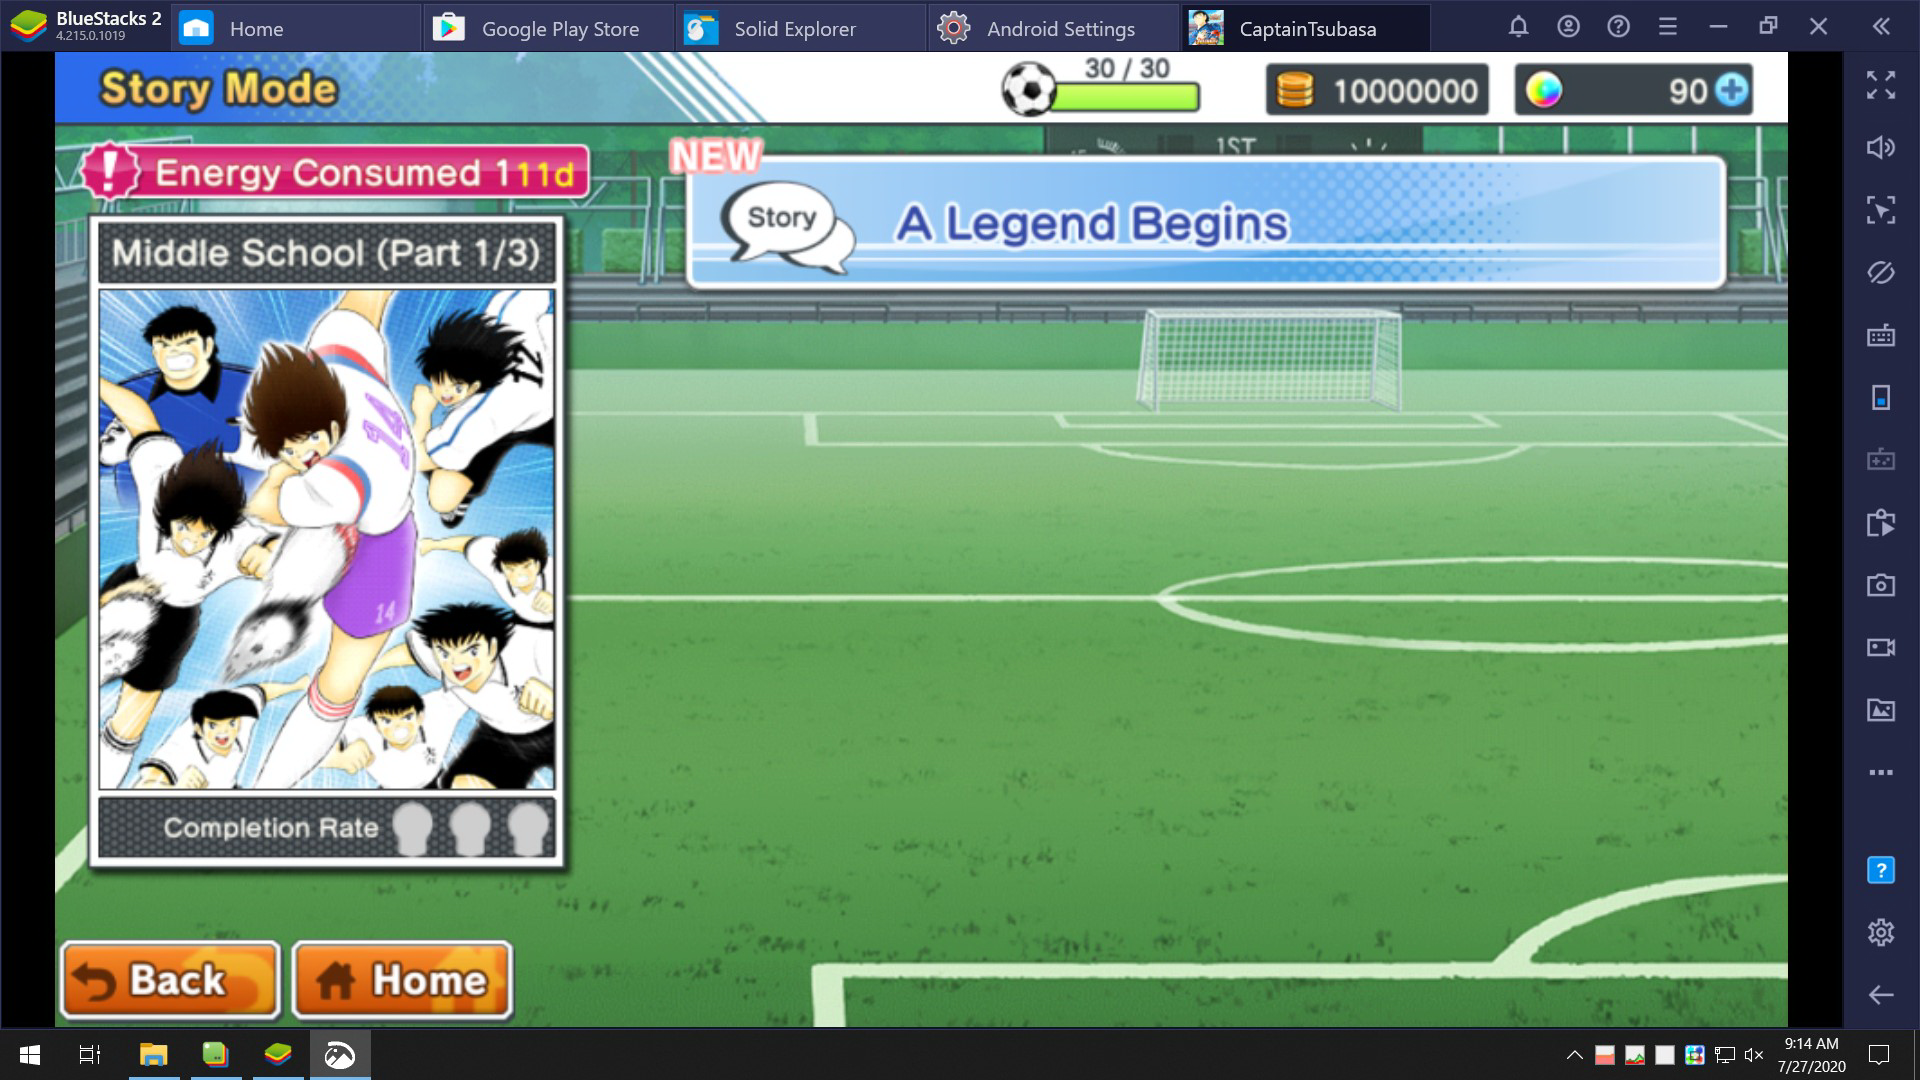 BlueStacks 2
4.215.0.1019
Home
Google Play Store
Solid Explorer
Android Settings
CaptainTsubasa
Story Mode
30 / 30
10000000
90
Energy Consumed 1 11d
NEW
1ST
Story
A Legend Begins
Middle School (Part 1/3)
14
14
Completion Rate
Back
Home
9:14 AM
7/27/2020